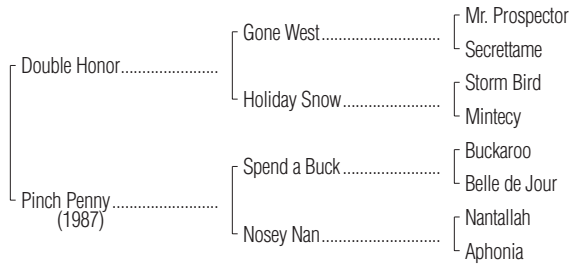 Mr. Prospector
Gone West
Secrettame
Double Honor
Storm Bird
Holiday Snow
Mintecy
Buckaroo
Spend a Buck
Belle de Jour
Pinch Penny
(1987)
Nantallah
Nosey Nan
Aphonia